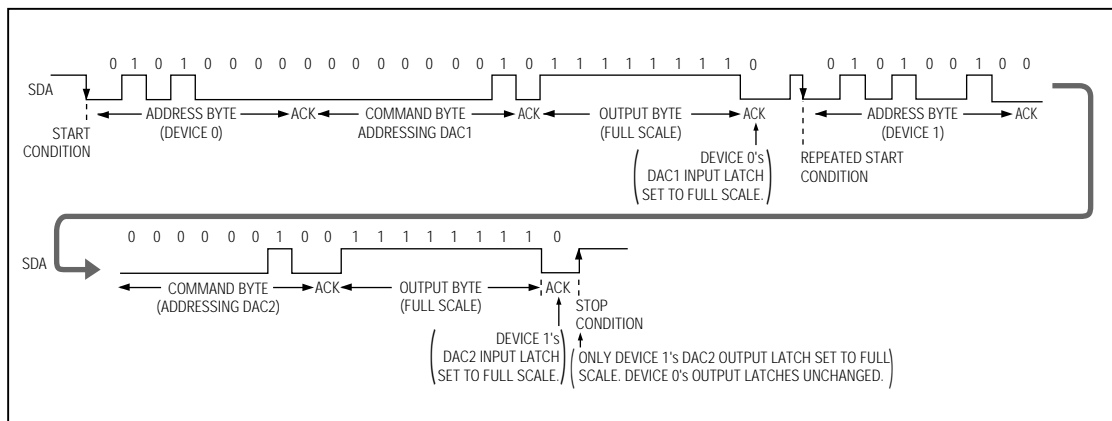 0 1 0 1 0 0 0 0 0 0 0 0 0 0 0 0 1 0 1 1 1 1 1 1 1 1 0 0 1 0 1 0 0 1 0 0
SDA
ADDRESS BYTE (DEVICE 0)
ACK
COMMAND BYTE ADDRESSING DAC1
ACK
OUTPUT BYTE (FULL SCALE)
ACK
ADDRESS BYTE (DEVICE 1)
ACK
START CONDITION
DEVICE 0's
DAC1 INPUT LATCH
SET TO FULL SCALE.
REPEATED START CONDITION
0 0 0 0 0 0 1 0 0 1 1 1 1 1 1 1 1 0
SDA
COMMAND BYTE (ADDRESSING DAC2)
ACK
OUTPUT BYTE (FULL SCALE)
ACK
STOP CONDITION
DEVICE 1's
DAC2 INPUT LATCH
SET TO FULL SCALE.
ONLY DEVICE 1's DAC2 OUTPUT LATCH SET TO FULL
SCALE. DEVICE 0's OUTPUT LATCHES UNCHANGED.